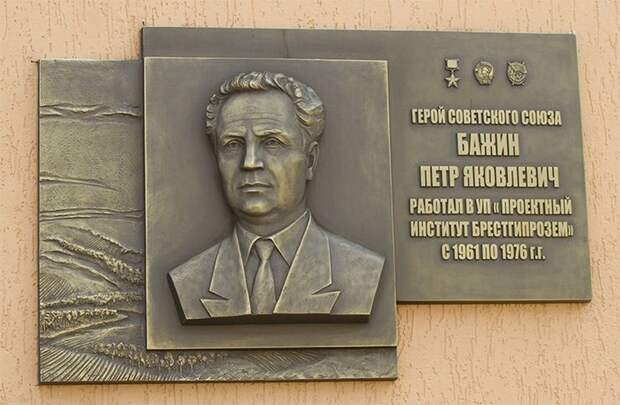 ГЕРОЙ СОВЕТСКОГО СОЮЗА
БАЖИН
ПЕТР ЯКОВЛЕВИЧ
РАБОТАЛ В УП « ПРОЕКТНЫЙ
ИНСТИТУТ БРЕСТГИПРОЗЕМ»
С 1961 ПО 1976 г.г.